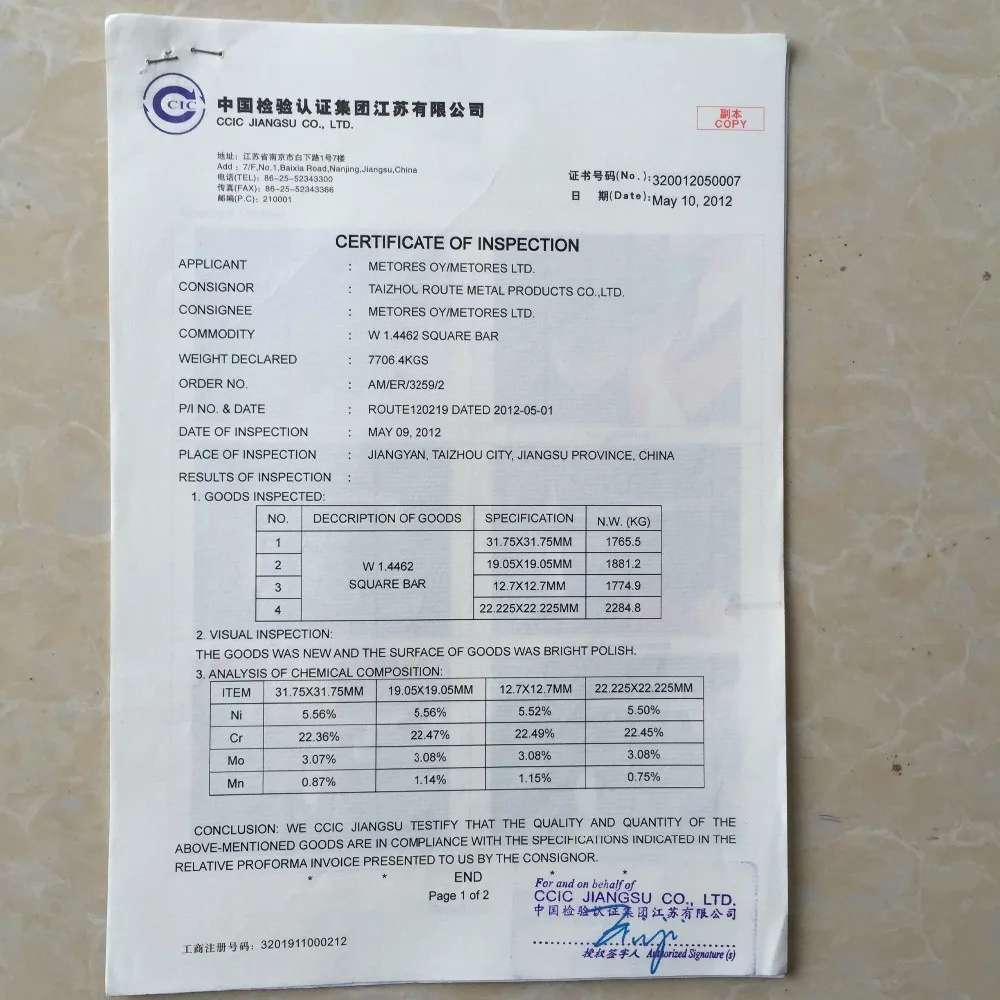 CCIC
中国检验认证集团江苏有限公司
CCIC JIANGSU CO., LTD.
副本
COPY
地址：江苏省南京市白下路1号7楼
Add : 7/F,No.1,Baixia Road,Nanjing,Jiangsu,China
电话(TEL): 86-25-52343300
传真(FAX): 86-25-52343366
邮编(P.C): 210001
证书号码(No.):320012050007
日 期(Date):May 10, 2012
CERTIFICATE OF INSPECTION
APPLICANT : METORES OY/METORES LTD.
CONSIGNOR : TAIZHOU ROUTE METAL PRODUCTS CO.,LTD.
CONSIGNEE : METORES OY/METORES LTD.
COMMODITY : W 1.4462 SQUARE BAR
WEIGHT DECLARED : 7706.4KGS
ORDER NO. : AM/ER/3259/2
P/I NO. & DATE : ROUTE120219 DATED 2012-05-01
DATE OF INSPECTION : MAY 09, 2012
PLACE OF INSPECTION : JIANGYAN, TAIZHOU CITY, JIANGSU PROVINCE, CHINA
RESULTS OF INSPECTION :
1. GOODS INSPECTED:
NO. DECCRIPTION OF GOODS SPECIFICATION N.W. (KG)
1 31.75X31.75MM 1765.5
2 W 1.4462 19.05X19.05MM 1881.2
3 SQUARE BAR 12.7X12.7MM 1774.9
4 22.225X22.225MM 2284.8
2. VISUAL INSPECTION:
THE GOODS WAS NEW AND THE SURFACE OF GOODS WAS BRIGHT POLISH.
3. ANALYSIS OF CHEMICAL COMPOSITION:
ITEM 31.75X31.75MM 19.05X19.05MM 12.7X12.7MM 22.225X22.225MM
Ni 5.56% 5.56% 5.52% 5.50%
Cr 22.36% 22.47% 22.49% 22.45%
Mo 3.07% 3.08% 3.08% 3.08%
Mn 0.87% 1.14% 1.15% 0.75%
CONCLUSION: WE CCIC JIANGSU TESTIFY THAT THE QUALITY AND QUANTITY OF THE
ABOVE-MENTIONED GOODS ARE IN COMPLIANCE WITH THE SPECIFICATIONS INDICATED IN THE
RELATIVE PROFORMA INVOICE PRESENTED TO US BY THE CONSIGNOR.
* * END * *
Page 1 of 2
For and on behalf of
CCIC JIANGSU CO., LTD.
中国检验认证集团江苏有限公司
授权签字人 Authorized Signature(s)
工商注册号码：3201911000212